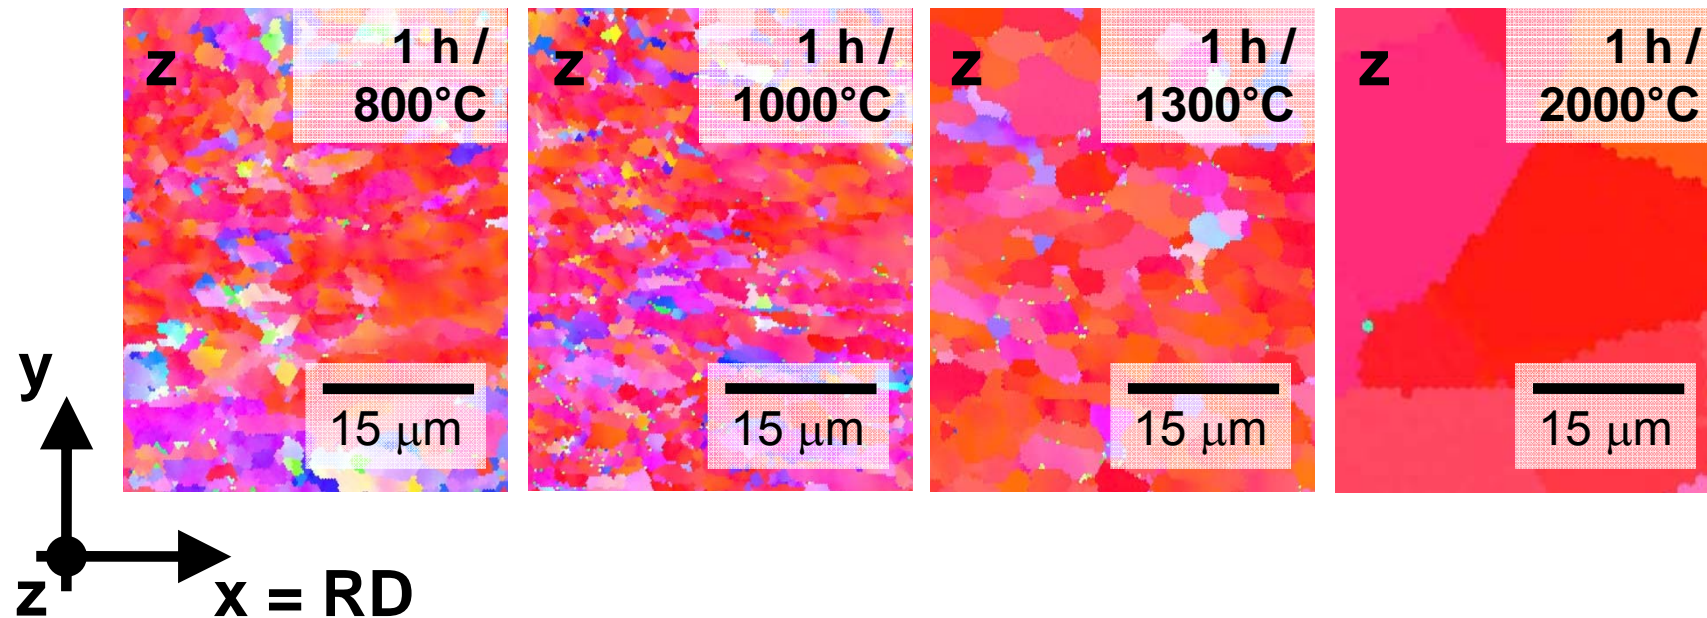 z
1 h /
800°C
15 μm
z
1 h /
1000°C
15 μm
z
1 h /
1300°C
15 μm
z
1 h /
2000°C
15 μm
y
z
x = RD